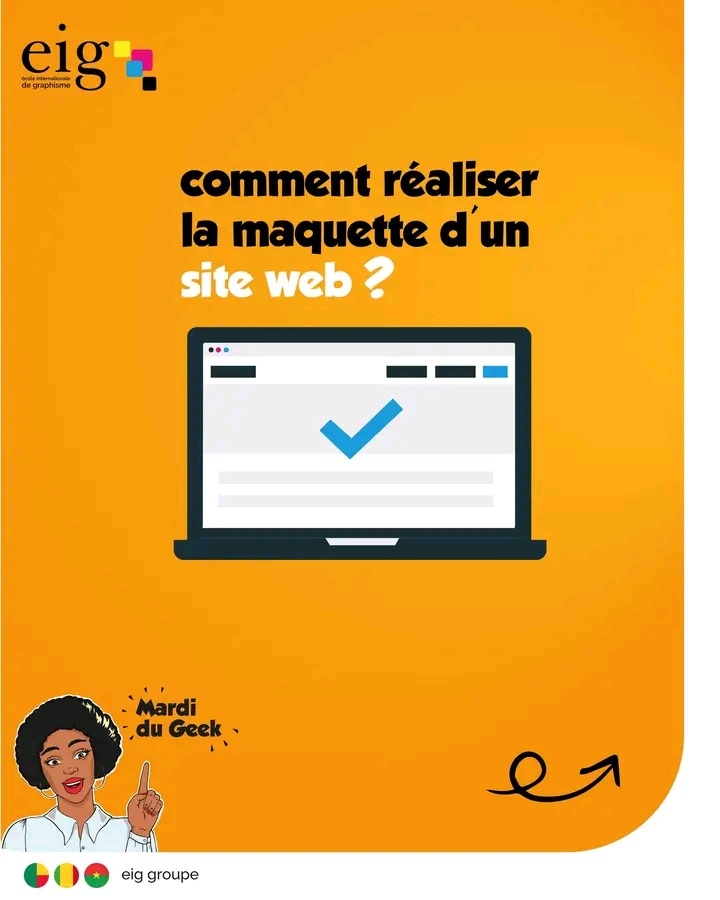 eig
école internationale
de graphisme
comment réaliser
la maquette d'un
site web ?
Mardi
du Geek
eig groupe